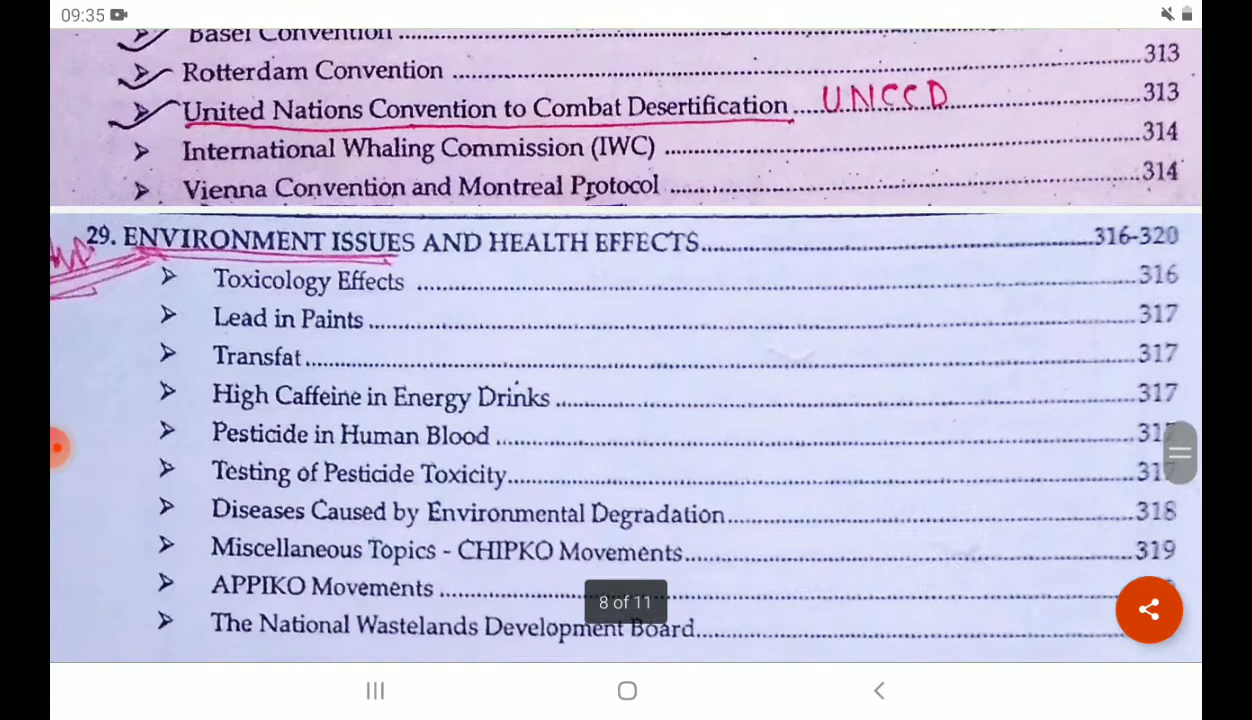 09:35
Basel Convention ........................................
Rotterdam Convention ........................................313
United Nations Convention to Combat Desertification....UNCCD....313
International Whaling Commission (IWC) ........................................314
Vienna Convention and Montreal Protocol ........................................314
29. ENVIRONMENT ISSUES AND HEALTH EFFECTS........................................316-320
➤ Toxicology Effects ........................................316
➤ Lead in Paints ........................................317
➤ Transfat ........................................317
➤ High Caffeine in Energy Drinks ........................................317
➤ Pesticide in Human Blood ........................................317
➤ Testing of Pesticide Toxicity........................................317
➤ Diseases Caused by Environmental Degradation........................................318
➤ Miscellaneous Topics - CHIPKO Movements........................................319
➤ APPIKO Movements ........................................
8 of 11
➤ The National Wastelands Development Board........................................